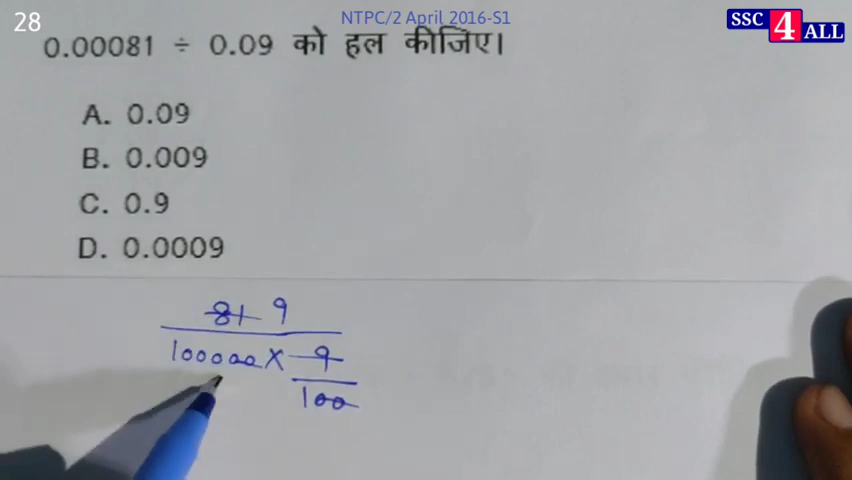 28
NTPC/2 April 2016-S1
SSC 4 ALL
0.00081 ÷ 0.09 को हल कीजिए।
A. 0.09
B. 0.009
C. 0.9
D. 0.0009
81 9
100000 × 9
100